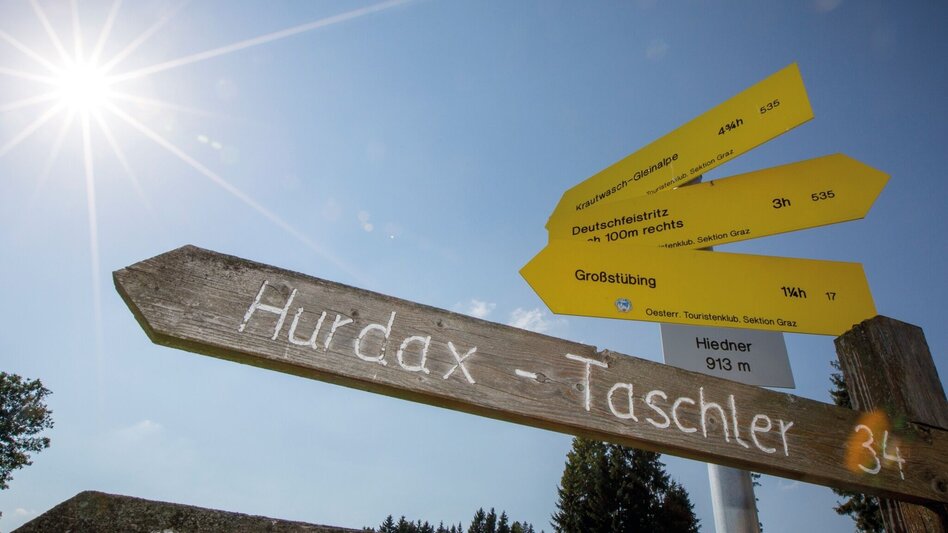 Krautwasch-Gleinalpe 4¾h 535
Touristenklub, Sektion Graz
Deutschfeistritz 3h 535
100m rechts
Touristenklub, Sektion Graz
Großstübing 1¼h 17
Oesterr. Touristenklub, Sektion Graz
Hiedner
913 m
Hurdax - Taschler 34